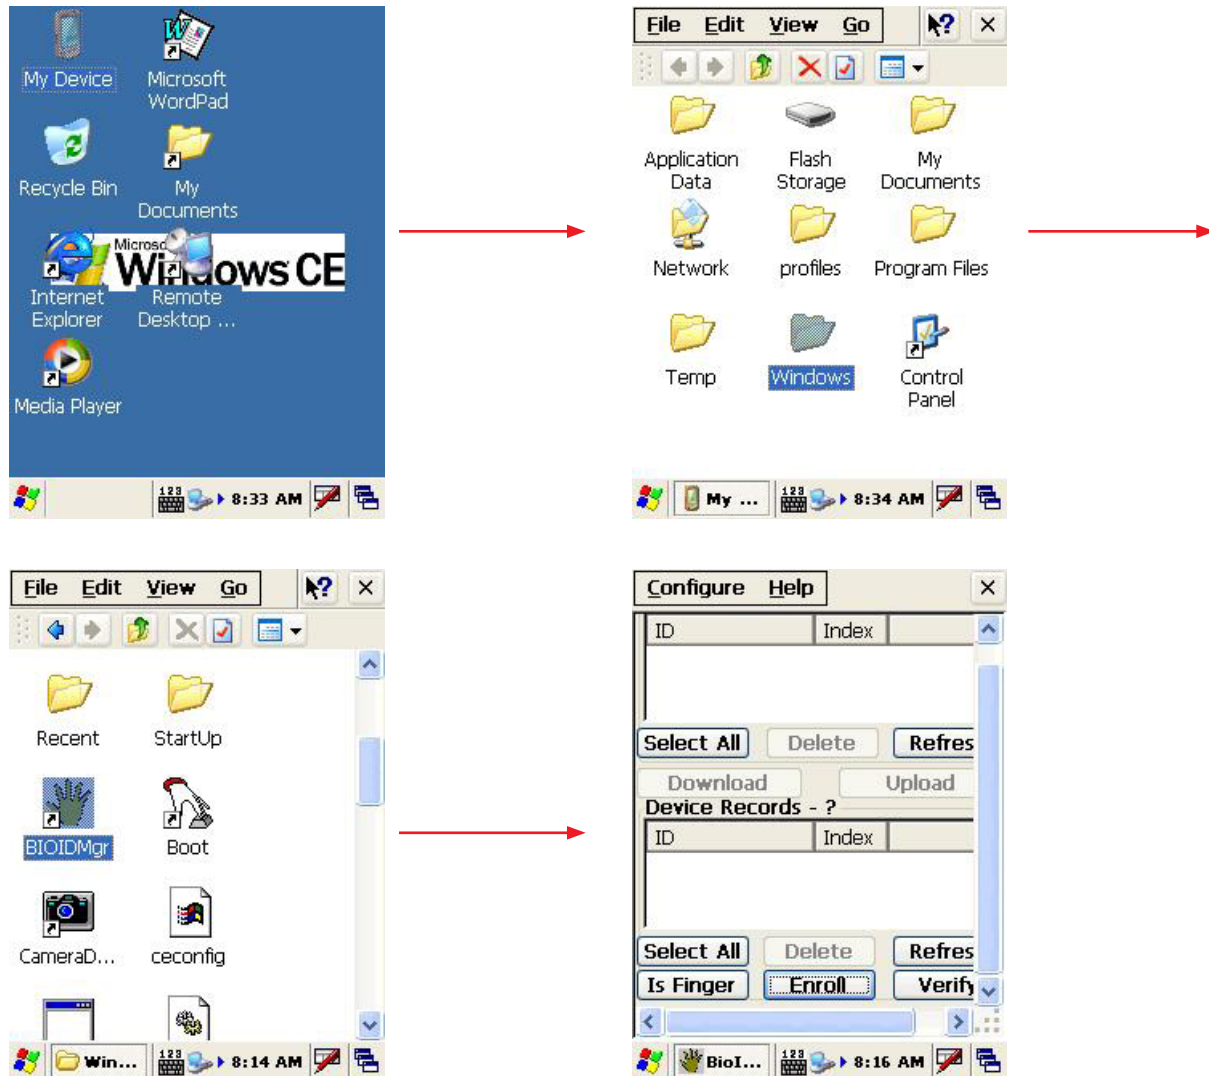 My Device
Microsoft
WordPad
Recycle Bin
My
Documents
Microso
Windows CE
Internet
Explorer
Remote
Desktop ...
Media Player
8:33 AM
File Edit View Go
Application
Data
Flash
Storage
My
Documents
Network
profiles
Program Files
Temp
Windows
Control
Panel
My ...
123
8:34 AM
File Edit View Go
Recent
StartUp
BIOIDMgr
Boot
CameraD...
ceconfig
Win...
123
8:14 AM
Configure Help
ID Index
Select All Delete Refres
Download Upload
Device Records - ?
ID Index
Select All Delete Refres
Is Finger Enroll Verify
BioI...
123
8:16 AM